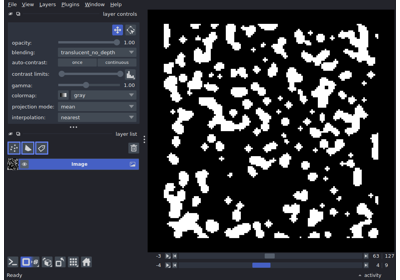 File View Layers Plugins Window Help
layer controls
opacity: 1.00
blending: translucent_no_depth
auto-contrast: once continuous
contrast limits:
gamma: 1.00
colormap: gray
projection mode: mean
interpolation: nearest
layer list
Image
-3 63 127
-4 4 9
Ready activity